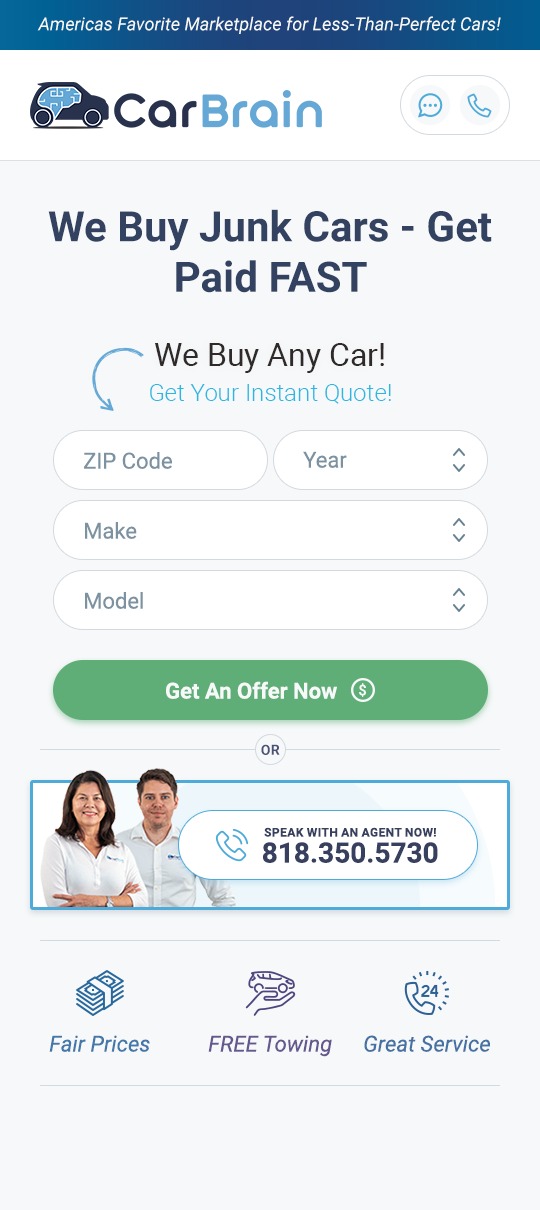 Americas Favorite Marketplace for Less-Than-Perfect Cars!
CarBrain
We Buy Junk Cars - Get
Paid FAST
We Buy Any Car!
Get Your Instant Quote!
ZIP Code
Year
Make
Model
Get An Offer Now $
OR
SPEAK WITH AN AGENT NOW!
818.350.5730
24
Fair Prices
FREE Towing
Great Service